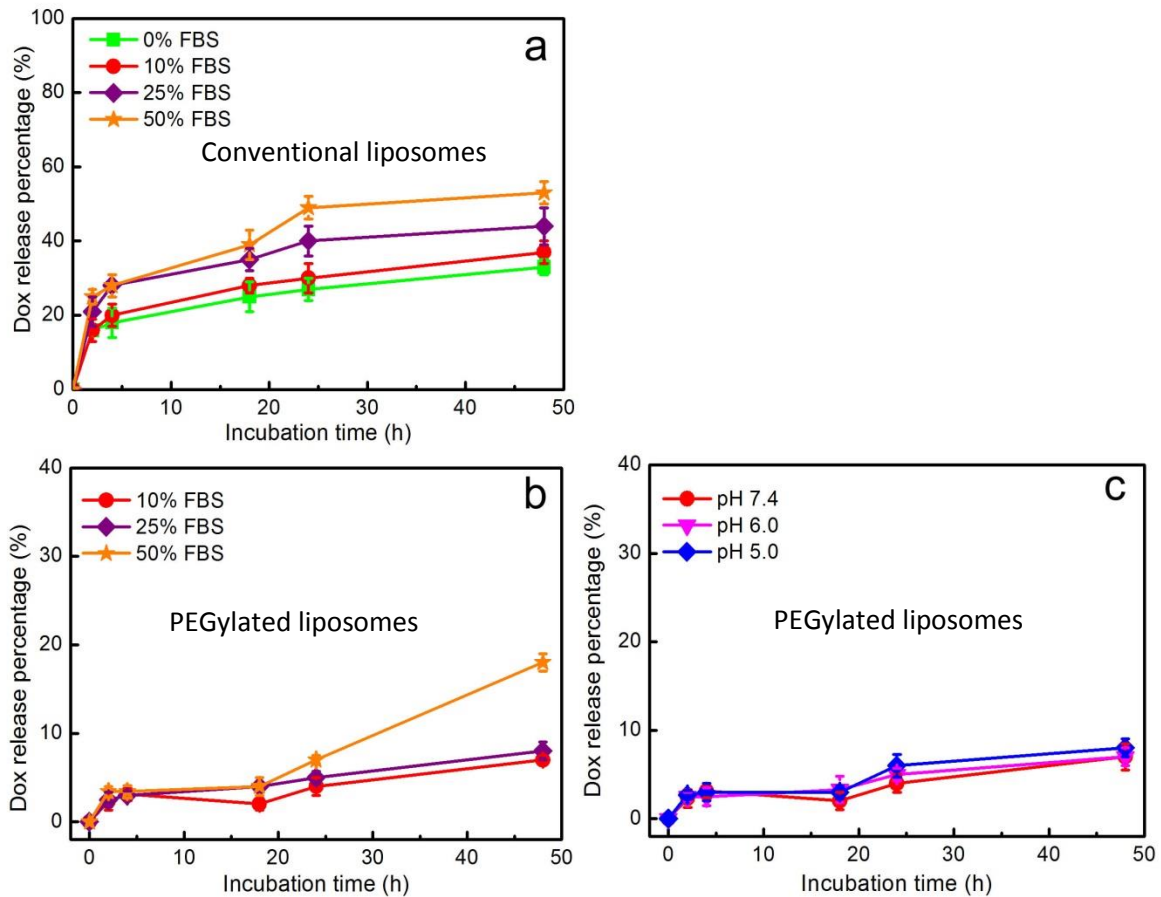 a
100
80
60
40
20
0
0% FBS
10% FBS
25% FBS
50% FBS
Conventional liposomes
Dox release percentage (%)
0 10 20 30 40 50
Incubation time (h)
b
40
30
20
10
0
10% FBS
25% FBS
50% FBS
PEGylated liposomes
Dox release percentage (%)
0 10 20 30 40 50
Incubation time (h)
c
40
30
20
10
0
pH 7.4
pH 6.0
pH 5.0
PEGylated liposomes
Dox release percentage (%)
0 10 20 30 40 50
Incubation time (h)